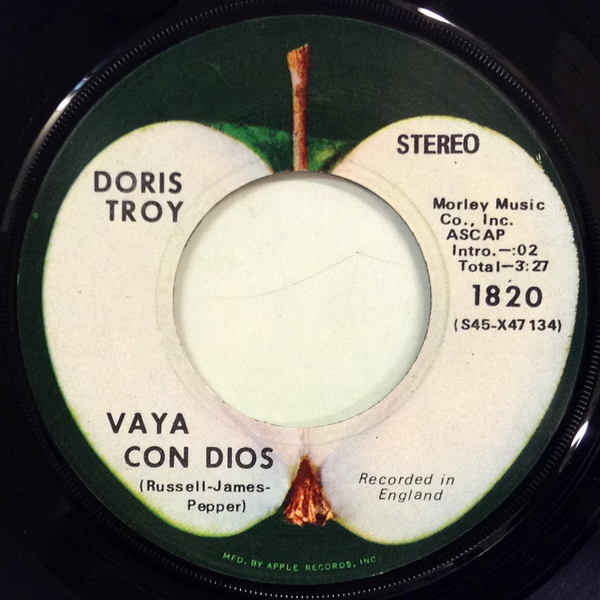 DORIS
TROY
STEREO
Morley Music
Co., Inc.
ASCAP
Intro.—:02
Total—3:27
1820
(S45-X47134)
VAYA
CON DIOS
(Russell-James-
Pepper)
Recorded in
England
MFD. BY APPLE RECORDS, INC.